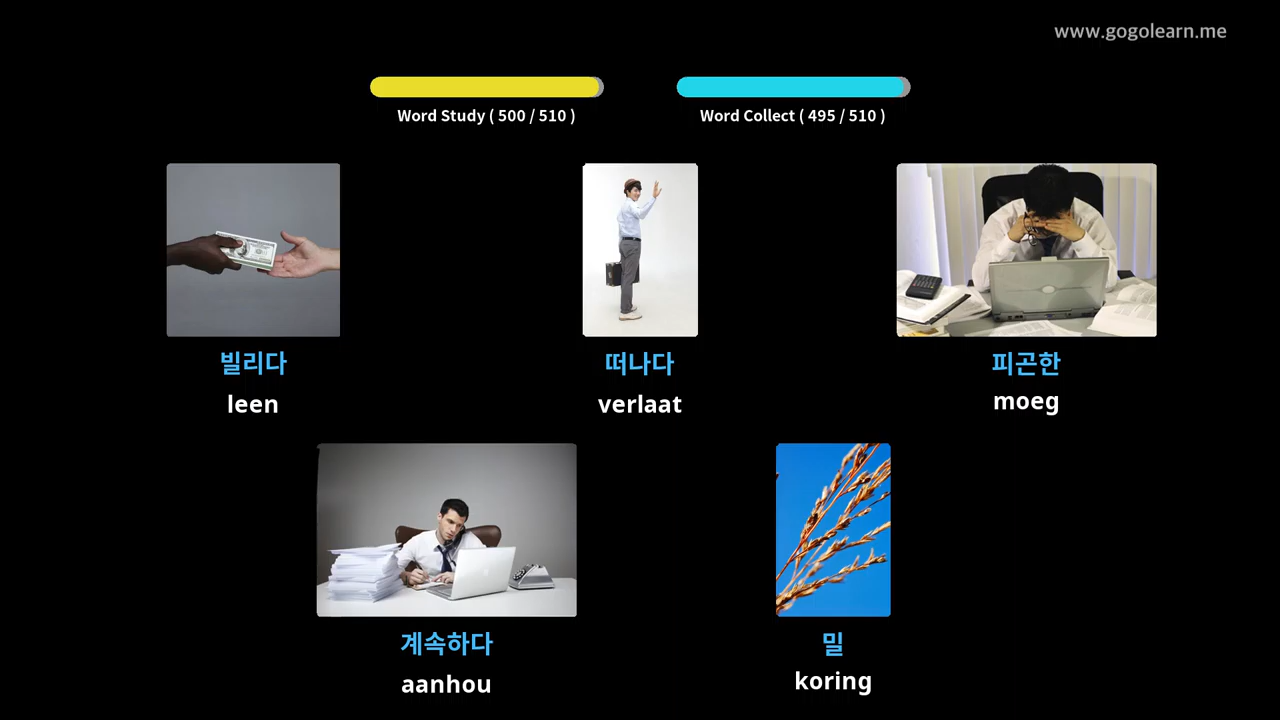 www.gogolearn.me
Word Study ( 500 / 510 )
Word Collect ( 495 / 510 )
빌리다
leen
떠나다
verlaat
피곤한
moeg
계속하다
aanhou
밀
koring